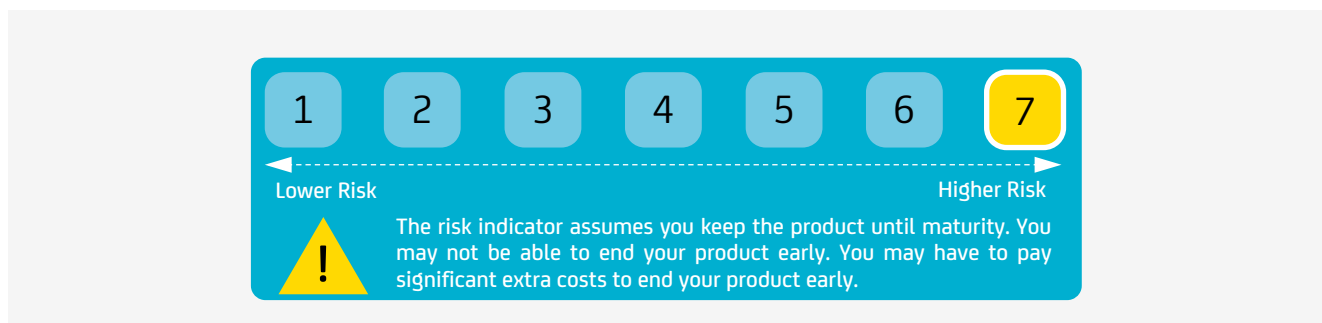 1 2 3 4 5 6 7
Lower Risk Higher Risk
The risk indicator assumes you keep the product until maturity. You
may not be able to end your product early. You may have to pay
significant extra costs to end your product early.
!